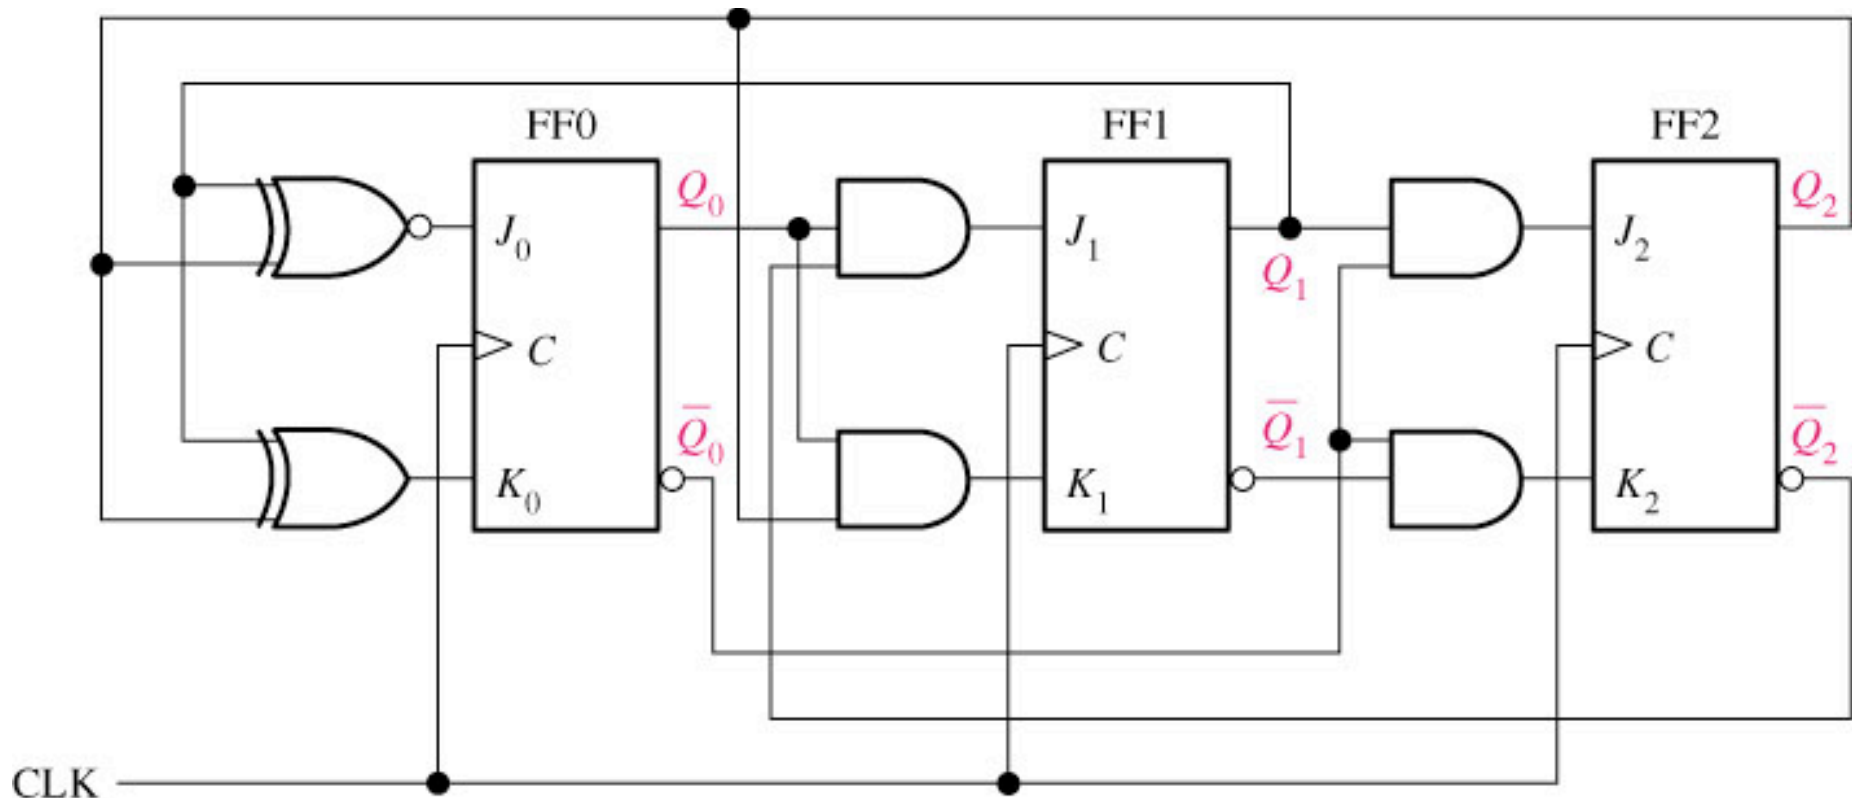 FF0 FF1 FF2
Q₀ Q₂
J₀ J₁ J₂
Q₁
C C C
Q̅₀ Q̅₁ Q̅₂
K₀ K₁ K₂
CLK